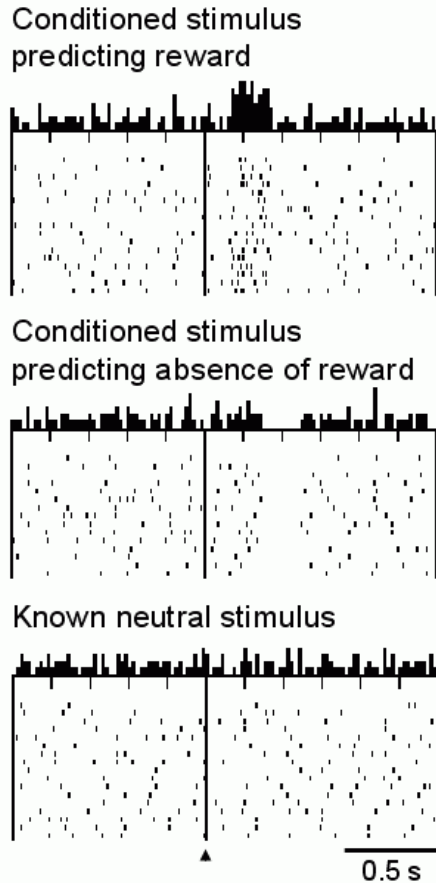 Conditioned stimulus
predicting reward
Conditioned stimulus
predicting absence of reward
Known neutral stimulus
0.5 s